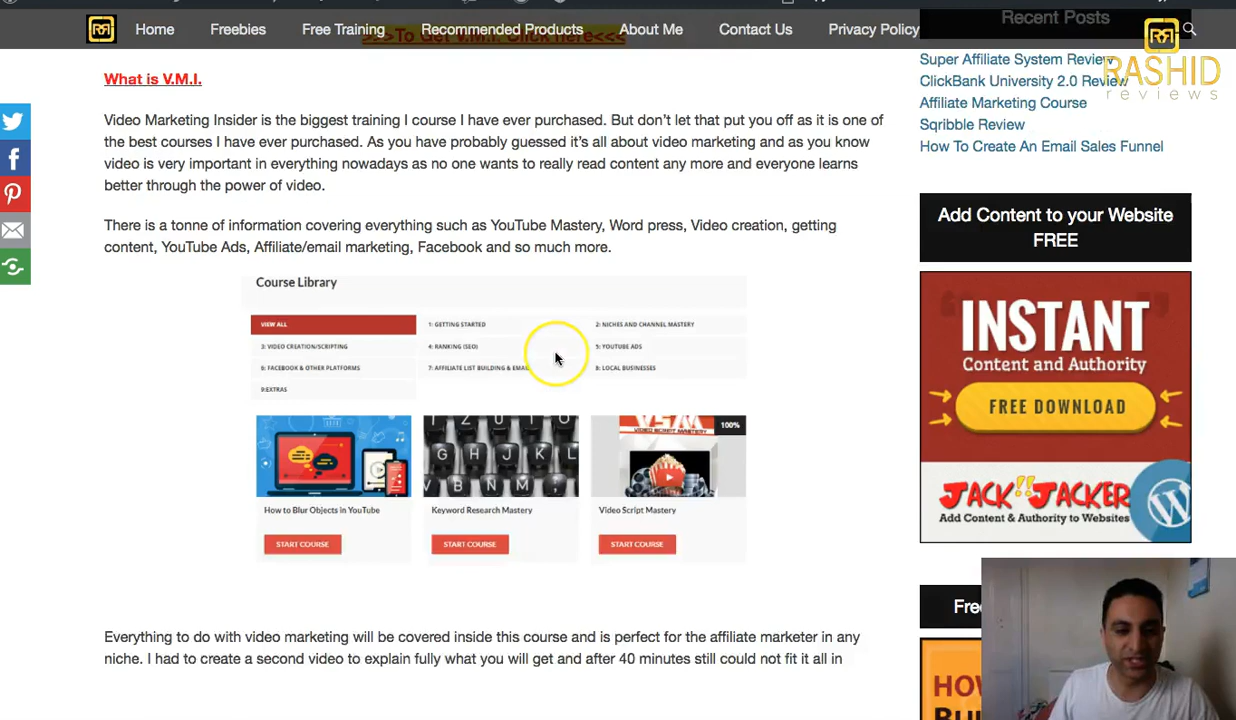 Home
Freebies
Free Training
Recommended Products
About Me
Contact Us
Privacy Policy
>>>To Get V.M.I. Click here<<<
What is V.M.I.
Video Marketing Insider is the biggest training I course I have ever purchased. But don't let that put you off as it is one of
the best courses I have ever purchased. As you have probably guessed it's all about video marketing and as you know
video is very important in everything nowadays as no one wants to really read content any more and everyone learns
better through the power of video.
There is a tonne of information covering everything such as YouTube Mastery, Word press, Video creation, getting
content, YouTube Ads, Affiliate/email marketing, Facebook and so much more.
Course Library
VIEW ALL
1: GETTING STARTED
2: NICHES AND CHANNEL MASTERY
3: VIDEO CREATION/SCRIPTING
4: RANKING (SEO)
5: YOUTUBE ADS
6: FACEBOOK & OTHER PLATFORMS
7: AFFILIATE LIST BUILDING & EMAIL
8: LOCAL BUSINESSES
9:EXTRAS
G H J K L
V B N M
VSM
VIDEO SCRIPT MASTERY
100%
How to Blur Objects in YouTube
Keyword Research Mastery
Video Script Mastery
START COURSE
START COURSE
START COURSE
Everything to do with video marketing will be covered inside this course and is perfect for the affiliate marketer in any
niche. I had to create a second video to explain fully what you will get and after 40 minutes still could not fit it all in
Recent Posts
RASHID
reviews
Super Affiliate System Review
ClickBank University 2.0 Review
Affiliate Marketing Course
Sqribble Review
How To Create An Email Sales Funnel
Add Content to your Website
FREE
INSTANT
Content and Authority
FREE DOWNLOAD
JACK!!JACKER
Add Content & Authority to Websites